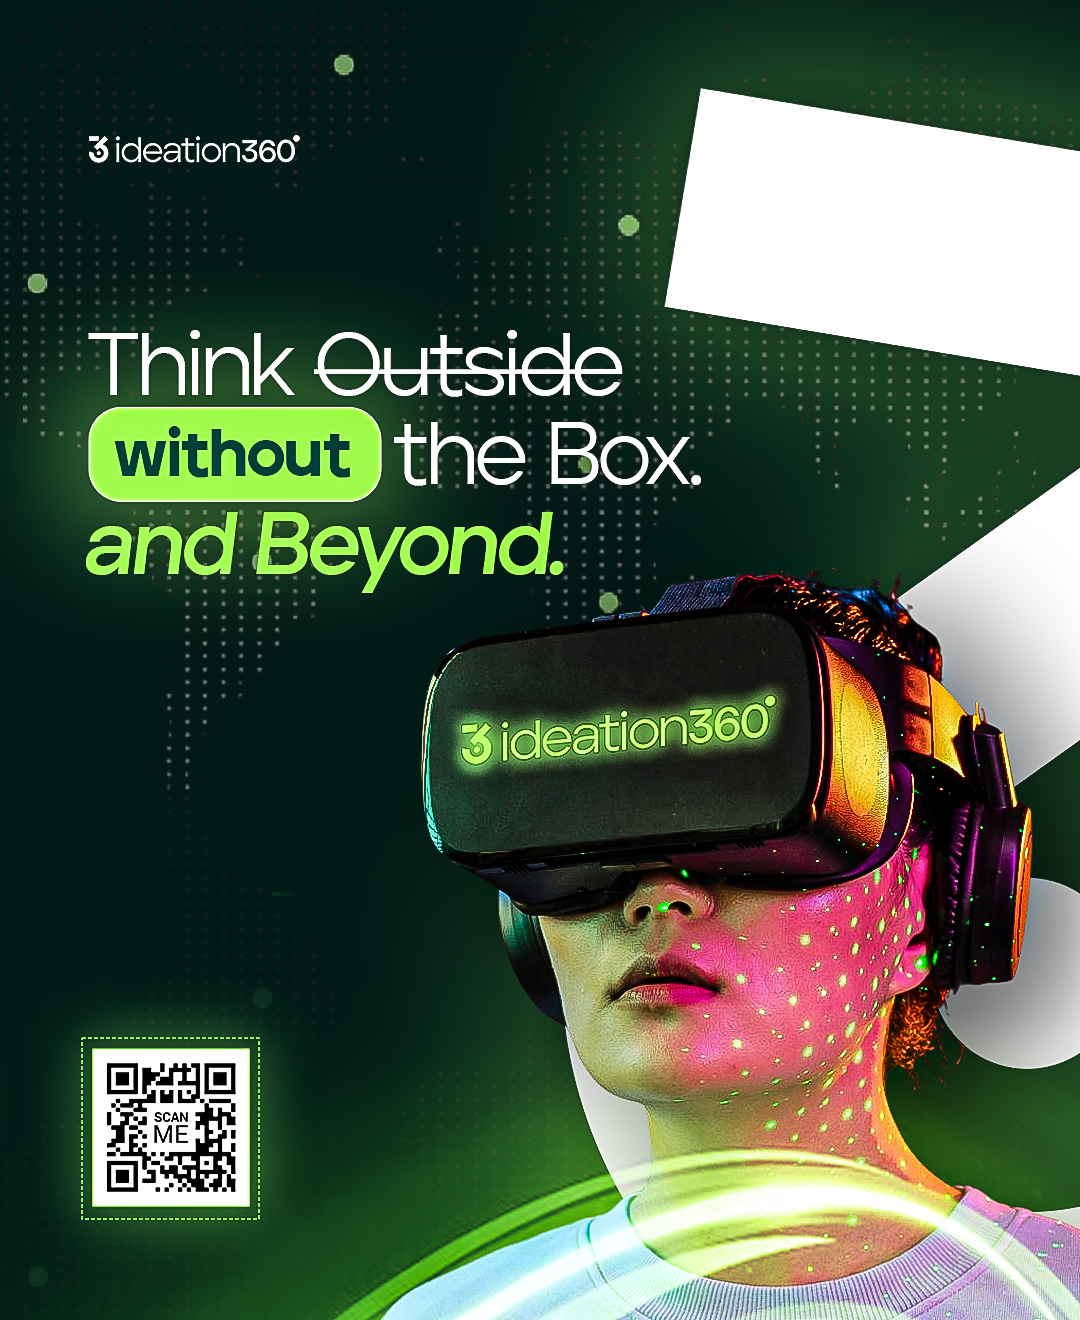 ideation360
Think Outside
without the Box.
and Beyond.
ideation360
SCAN
ME